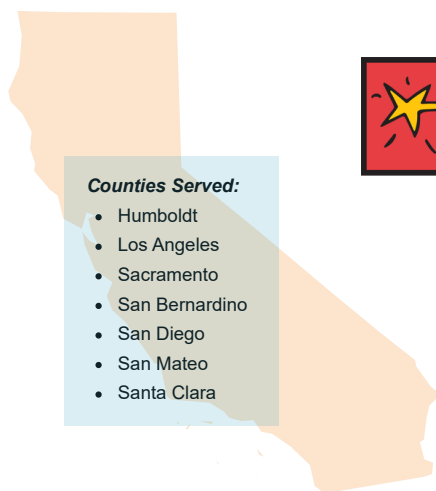 Counties Served:
• Humboldt
• Los Angeles
• Sacramento
• San Bernardino
• San Diego
• San Mateo
• Santa Clara